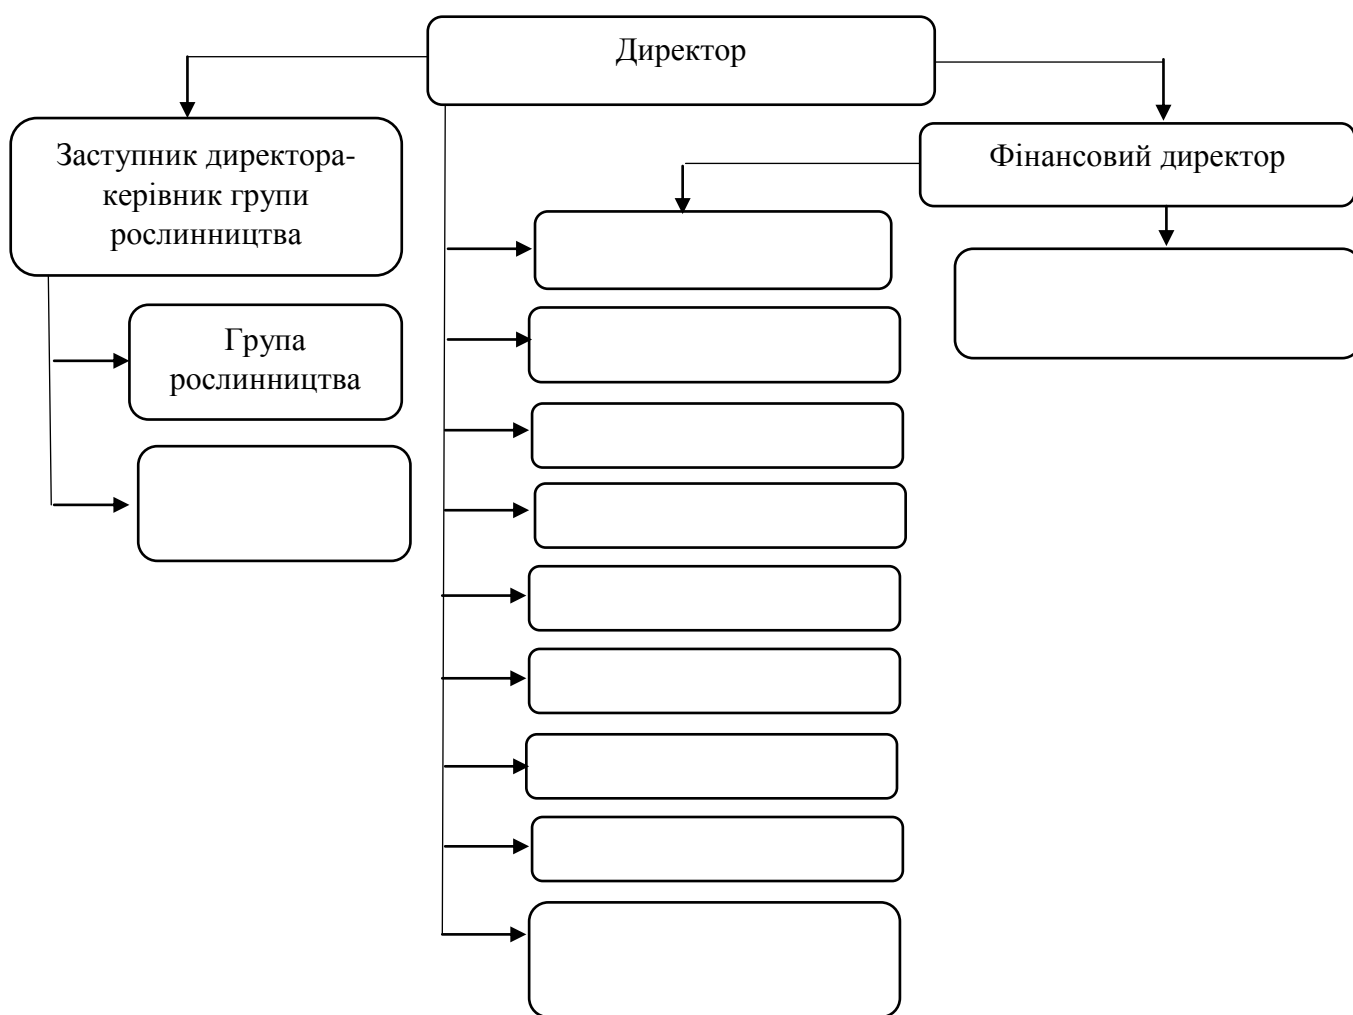 Директор
Заступник директора-
керівник групи
рослинництва
Фінансовий директор
Група
рослинництва